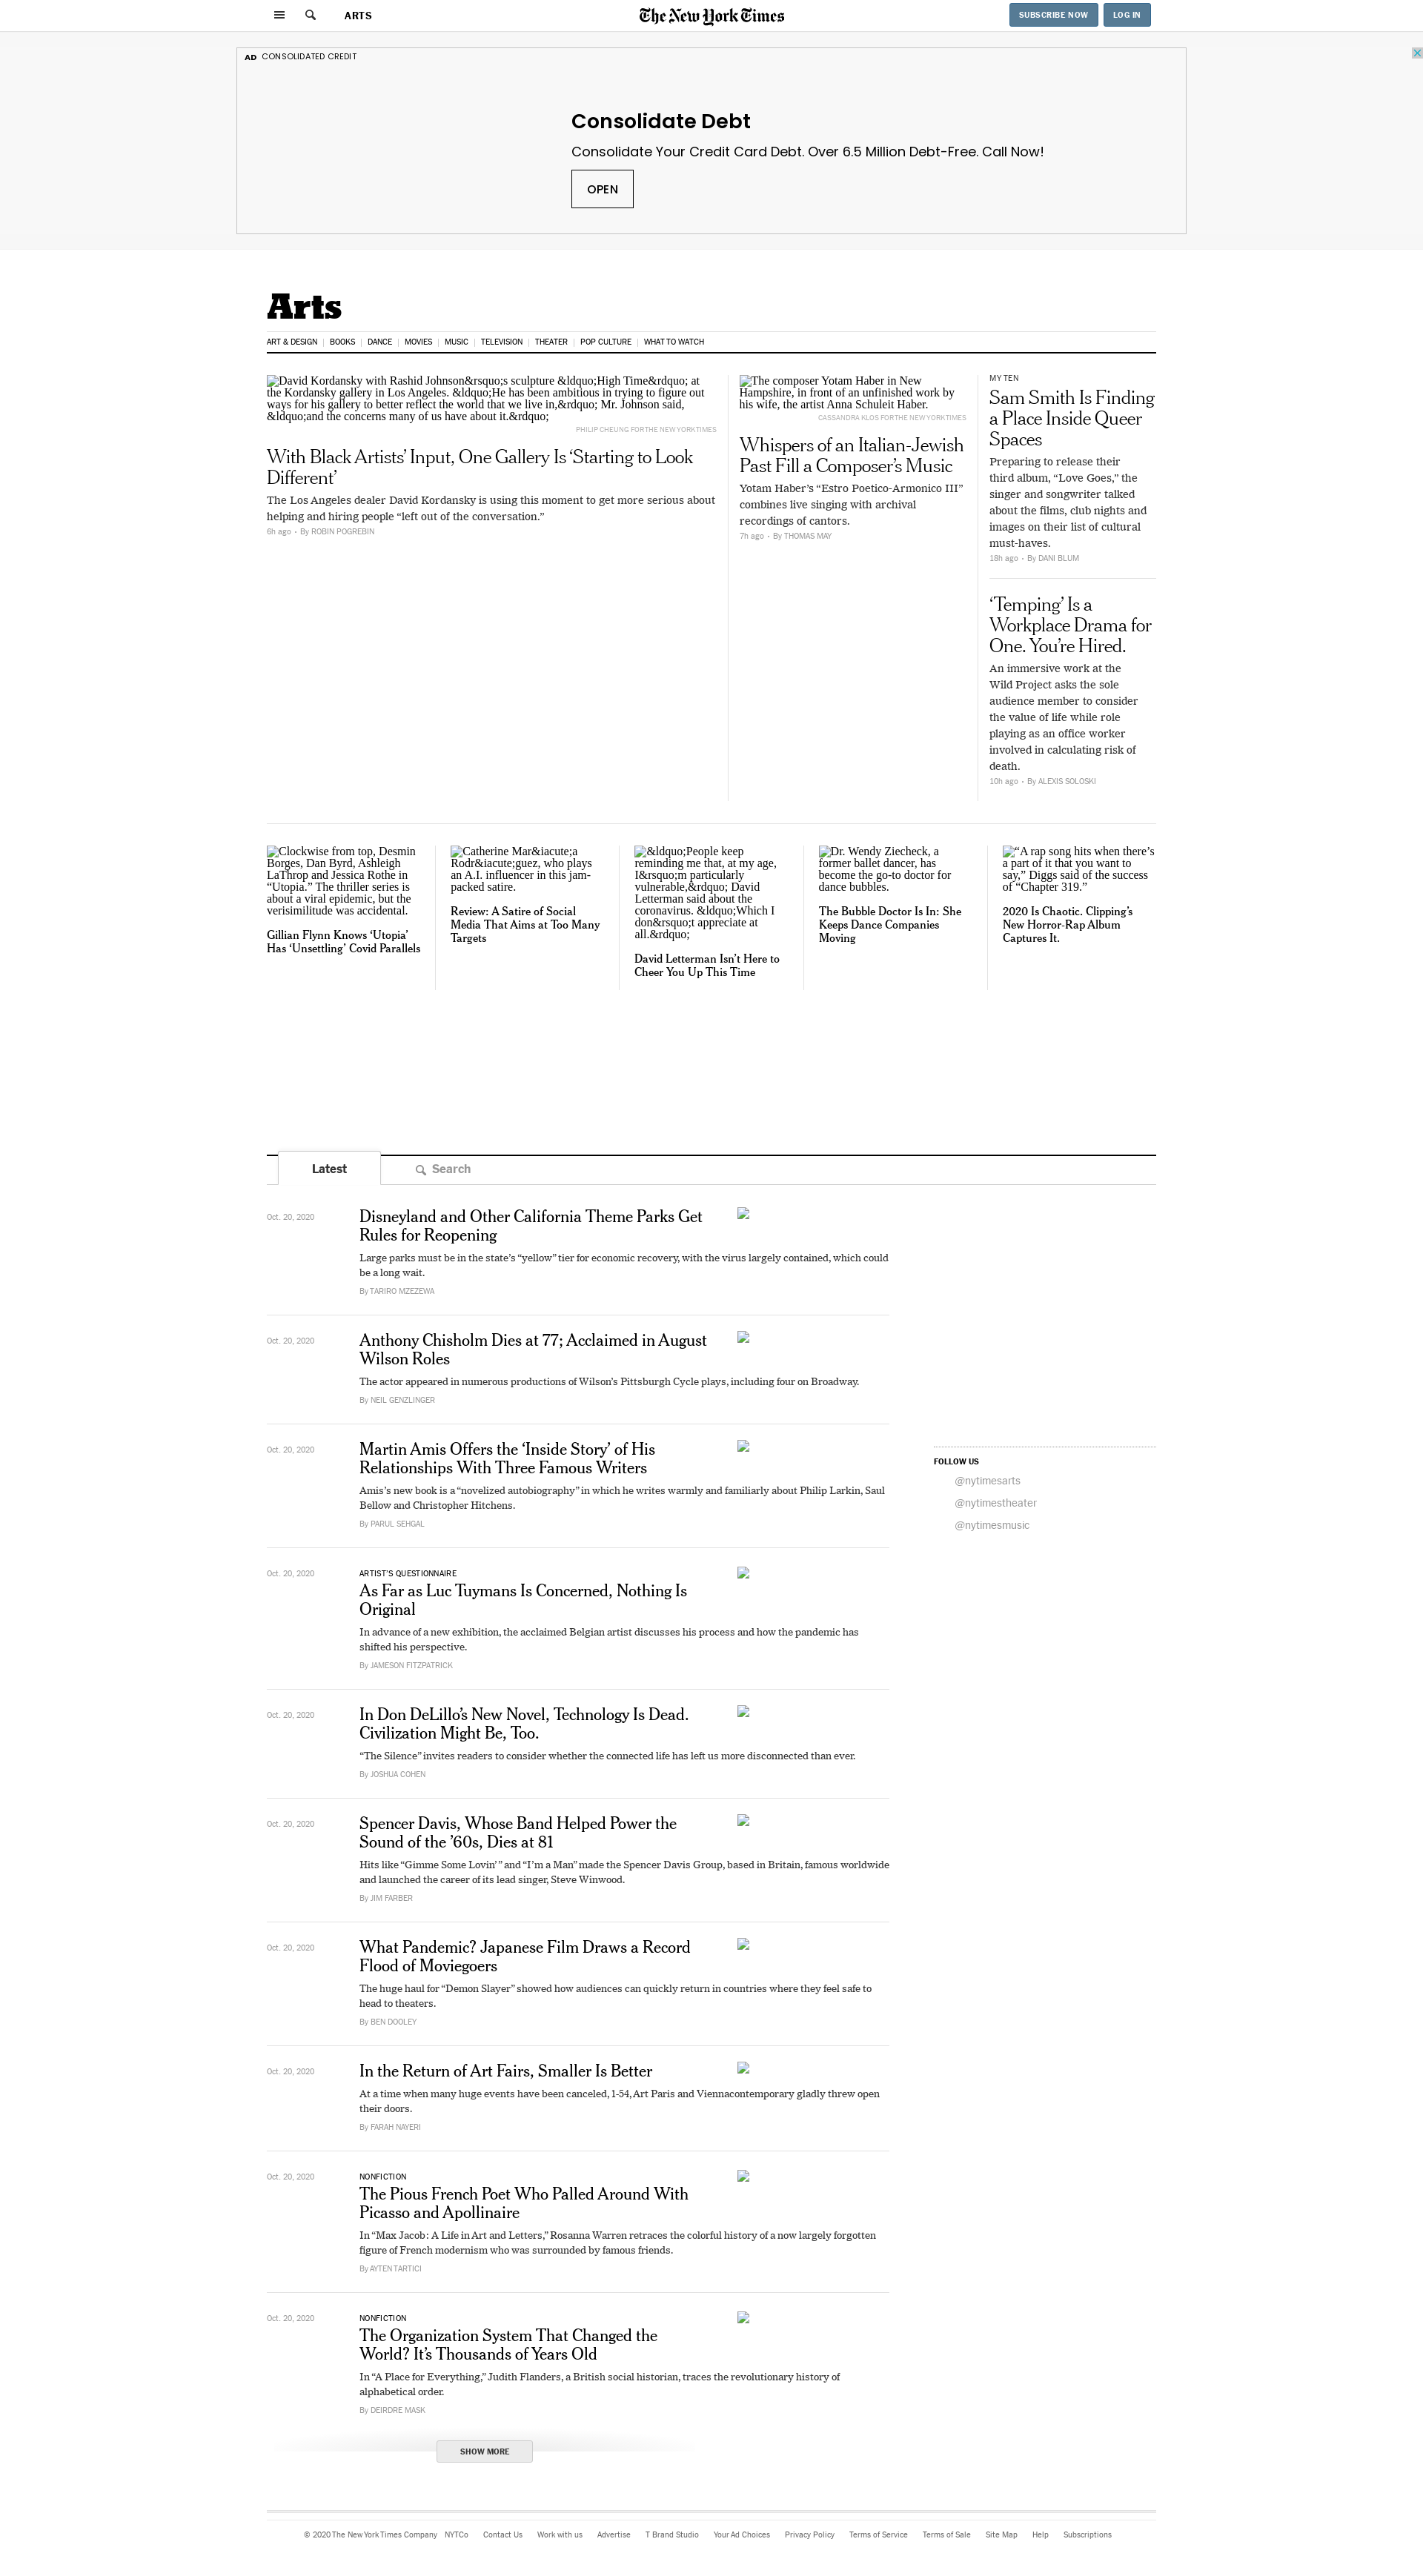 ARTS
The New York Times
SUBSCRIBE NOW
LOG IN
AD CONSOLIDATED CREDIT
Consolidate Debt
Consolidate Your Credit Card Debt. Over 6.5 Million Debt-Free. Call Now!
OPEN
Arts
ART & DESIGN | BOOKS | DANCE | MOVIES | MUSIC | TELEVISION | THEATER | POP CULTURE | WHAT TO WATCH
David Kordansky with Rashid Johnson&rsquo;s sculpture &ldquo;High Time&rdquo; at
the Kordansky gallery in Los Angeles. &ldquo;He has been ambitious in trying to figure out
ways for his gallery to better reflect the world that we live in,&rdquo; Mr. Johnson said,
&ldquo;and the concerns many of us have about it.&rdquo;
PHILIP CHEUNG FOR THE NEW YORK TIMES
With Black Artists’ Input, One Gallery Is ‘Starting to Look
Different’
The Los Angeles dealer David Kordansky is using this moment to get more serious about
helping and hiring people “left out of the conversation.”
6h ago • By ROBIN POGREBIN
The composer Yotam Haber in New
Hampshire, in front of an unfinished work by
his wife, the artist Anna Schuleit Haber.
CASSANDRA KLOS FOR THE NEW YORK TIMES
Whispers of an Italian-Jewish
Past Fill a Composer’s Music
Yotam Haber’s “Estro Poetico-Armonico III”
combines live singing with archival
recordings of cantors.
7h ago • By THOMAS MAY
MY TEN
Sam Smith Is Finding
a Place Inside Queer
Spaces
Preparing to release their
third album, “Love Goes,” the
singer and songwriter talked
about the films, club nights and
images on their list of cultural
must-haves.
18h ago • By DANI BLUM
‘Temping’ Is a
Workplace Drama for
One. You’re Hired.
An immersive work at the
Wild Project asks the sole
audience member to consider
the value of life while role
playing as an office worker
involved in calculating risk of
death.
10h ago • By ALEXIS SOLOSKI
Clockwise from top, Desmin
Borges, Dan Byrd, Ashleigh
LaThrop and Jessica Rothe in
“Utopia.” The thriller series is
about a viral epidemic, but the
verisimilitude was accidental.
Gillian Flynn Knows ‘Utopia’
Has ‘Unsettling’ Covid Parallels
Catherine Mar&iacute;a
Rodr&iacute;guez, who plays
an A.I. influencer in this jam-
packed satire.
Review: A Satire of Social
Media That Aims at Too Many
Targets
&ldquo;People keep
reminding me that, at my age,
I&rsquo;m particularly
vulnerable,&rdquo; David
Letterman said about the
coronavirus. &ldquo;Which I
don&rsquo;t appreciate at
all.&rdquo;
David Letterman Isn’t Here to
Cheer You Up This Time
Dr. Wendy Ziecheck, a
former ballet dancer, has
become the go-to doctor for
dance bubbles.
The Bubble Doctor Is In: She
Keeps Dance Companies
Moving
“A rap song hits when there’s
a part of it that you want to
say,” Diggs said of the success
of “Chapter 319.”
2020 Is Chaotic. Clipping’s
New Horror-Rap Album
Captures It.
Latest
Search
Oct. 20, 2020
Disneyland and Other California Theme Parks Get
Rules for Reopening
Large parks must be in the state’s “yellow” tier for economic recovery, with the virus largely contained, which could
be a long wait.
By TARIRO MZEZEWA
Oct. 20, 2020
Anthony Chisholm Dies at 77; Acclaimed in August
Wilson Roles
The actor appeared in numerous productions of Wilson’s Pittsburgh Cycle plays, including four on Broadway.
By NEIL GENZLINGER
Oct. 20, 2020
Martin Amis Offers the ‘Inside Story’ of His
Relationships With Three Famous Writers
Amis’s new book is a “novelized autobiography” in which he writes warmly and familiarly about Philip Larkin, Saul
Bellow and Christopher Hitchens.
By PARUL SEHGAL
FOLLOW US
@nytimesarts
@nytimestheater
@nytimesmusic
Oct. 20, 2020
ARTIST’S QUESTIONNAIRE
As Far as Luc Tuymans Is Concerned, Nothing Is
Original
In advance of a new exhibition, the acclaimed Belgian artist discusses his process and how the pandemic has
shifted his perspective.
By JAMESON FITZPATRICK
Oct. 20, 2020
In Don DeLillo’s New Novel, Technology Is Dead.
Civilization Might Be, Too.
“The Silence” invites readers to consider whether the connected life has left us more disconnected than ever.
By JOSHUA COHEN
Oct. 20, 2020
Spencer Davis, Whose Band Helped Power the
Sound of the ’60s, Dies at 81
Hits like “Gimme Some Lovin’ ” and “I’m a Man” made the Spencer Davis Group, based in Britain, famous worldwide
and launched the career of its lead singer, Steve Winwood.
By JIM FARBER
Oct. 20, 2020
What Pandemic? Japanese Film Draws a Record
Flood of Moviegoers
The huge haul for “Demon Slayer” showed how audiences can quickly return in countries where they feel safe to
head to theaters.
By BEN DOOLEY
Oct. 20, 2020
In the Return of Art Fairs, Smaller Is Better
At a time when many huge events have been canceled, 1-54, Art Paris and Viennacontemporary gladly threw open
their doors.
By FARAH NAYERI
Oct. 20, 2020
NONFICTION
The Pious French Poet Who Palled Around With
Picasso and Apollinaire
In “Max Jacob: A Life in Art and Letters,” Rosanna Warren retraces the colorful history of a now largely forgotten
figure of French modernism who was surrounded by famous friends.
By AYTEN TARTICI
Oct. 20, 2020
NONFICTION
The Organization System That Changed the
World? It’s Thousands of Years Old
In “A Place for Everything,” Judith Flanders, a British social historian, traces the revolutionary history of
alphabetical order.
By DEIRDRE MASK
SHOW MORE
© 2020 The New York Times Company NYTCo Contact Us Work with us Advertise T Brand Studio Your Ad Choices Privacy Policy Terms of Service Terms of Sale Site Map Help Subscriptions